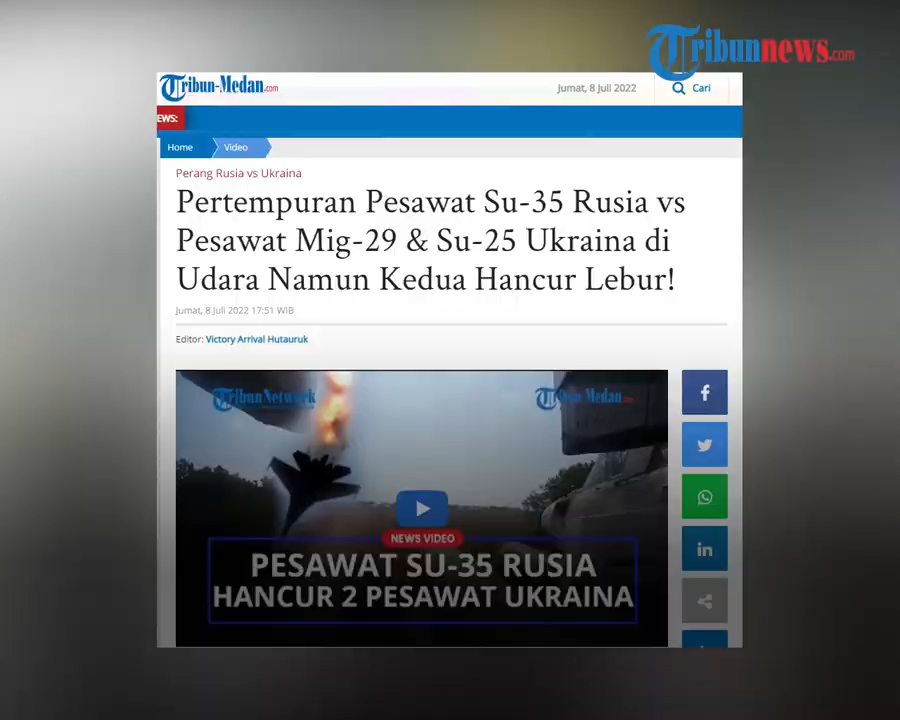 Tribunnews.com
Tribun-Medan.com
Jumat, 8 Juli 2022
Cari
EWS:
Home
Video
Perang Rusia vs Ukraina
Pertempuran Pesawat Su-35 Rusia vs
Pesawat Mig-29 & Su-25 Ukraina di
Udara Namun Kedua Hancur Lebur!
Jumat, 8 Juli 2022 17:51 WIB
Editor: Victory Arrival Hutauruk
Tribun Network
Tribun-Medan.com
NEWS VIDEO
PESAWAT SU-35 RUSIA
HANCUR 2 PESAWAT UKRAINA